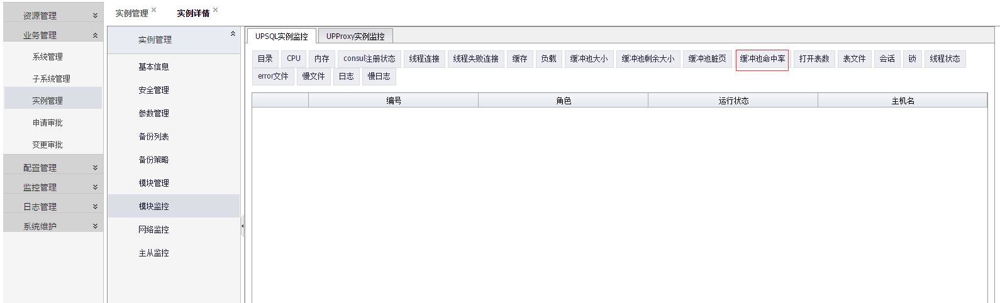 资源管理
业务管理
系统管理
子系统管理
实例管理
申请审批
变更审批
配置管理
监控管理
日志管理
系统维护
实例管理 实例详情
实例管理
基本信息
安全管理
参数管理
备份列表
备份策略
模块管理
模块监控
网络监控
主从监控
UPSQL实例监控 UPProxy实例监控
目录 CPU 内存 consul注册状态 线程连接 线程失败连接 缓存 负载 缓冲池大小 缓冲池剩余大小 缓冲池脏页 缓冲池命中率 打开表数 表文件 会话 锁 线程状态
error文件 慢文件 日志 慢日志
编号 角色 运行状态 主机名